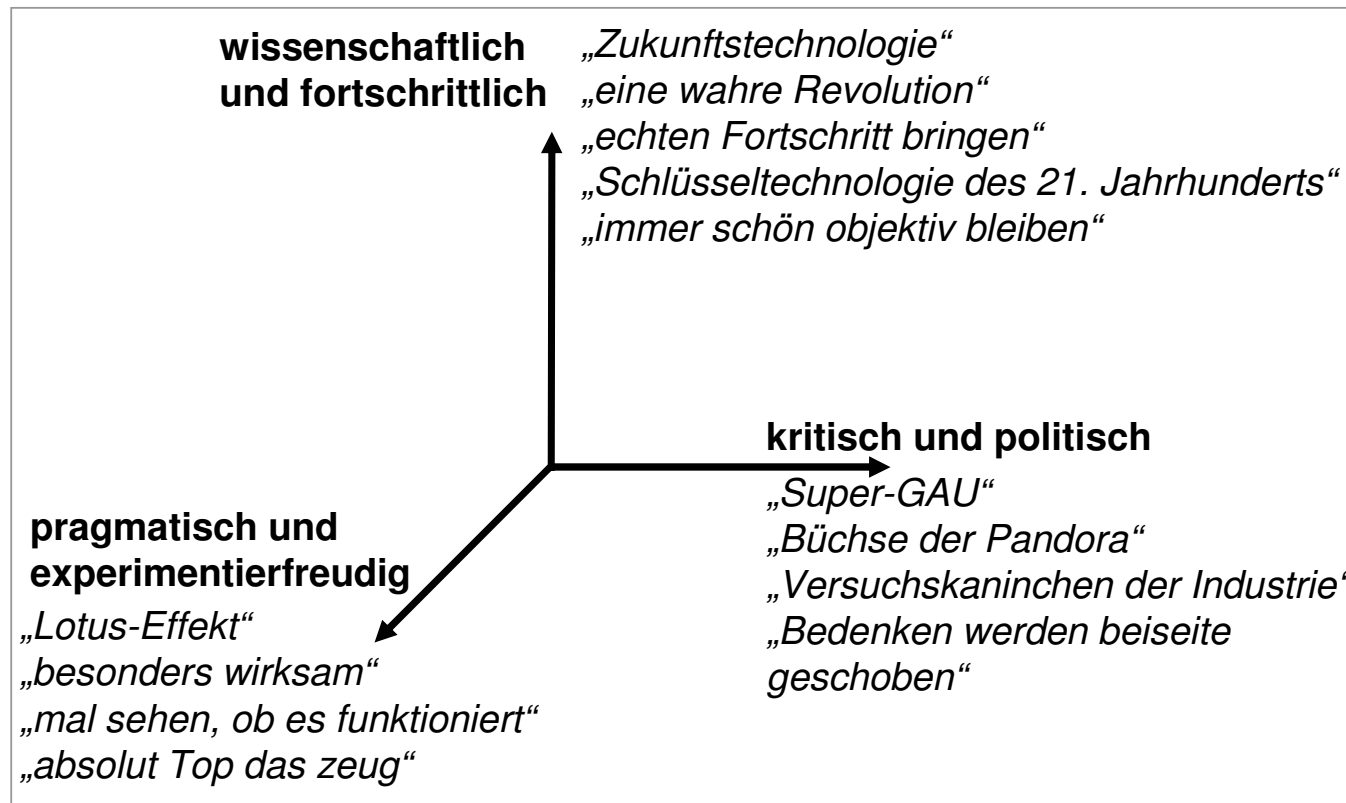 wissenschaftlich
und fortschrittlich
„Zukunftstechnologie“
„eine wahre Revolution“
„echten Fortschritt bringen“
„Schlüsseltechnologie des 21. Jahrhunderts“
„immer schön objektiv bleiben“
kritisch und politisch
„Super-GAU“
„Büchse der Pandora“
„Versuchskaninchen der Industrie“
„Bedenken werden beiseite
geschoben“
pragmatisch und
experimentierfreudig
„Lotus-Effekt“
„besonders wirksam“
„mal sehen, ob es funktioniert“
„absolut Top das zeug“